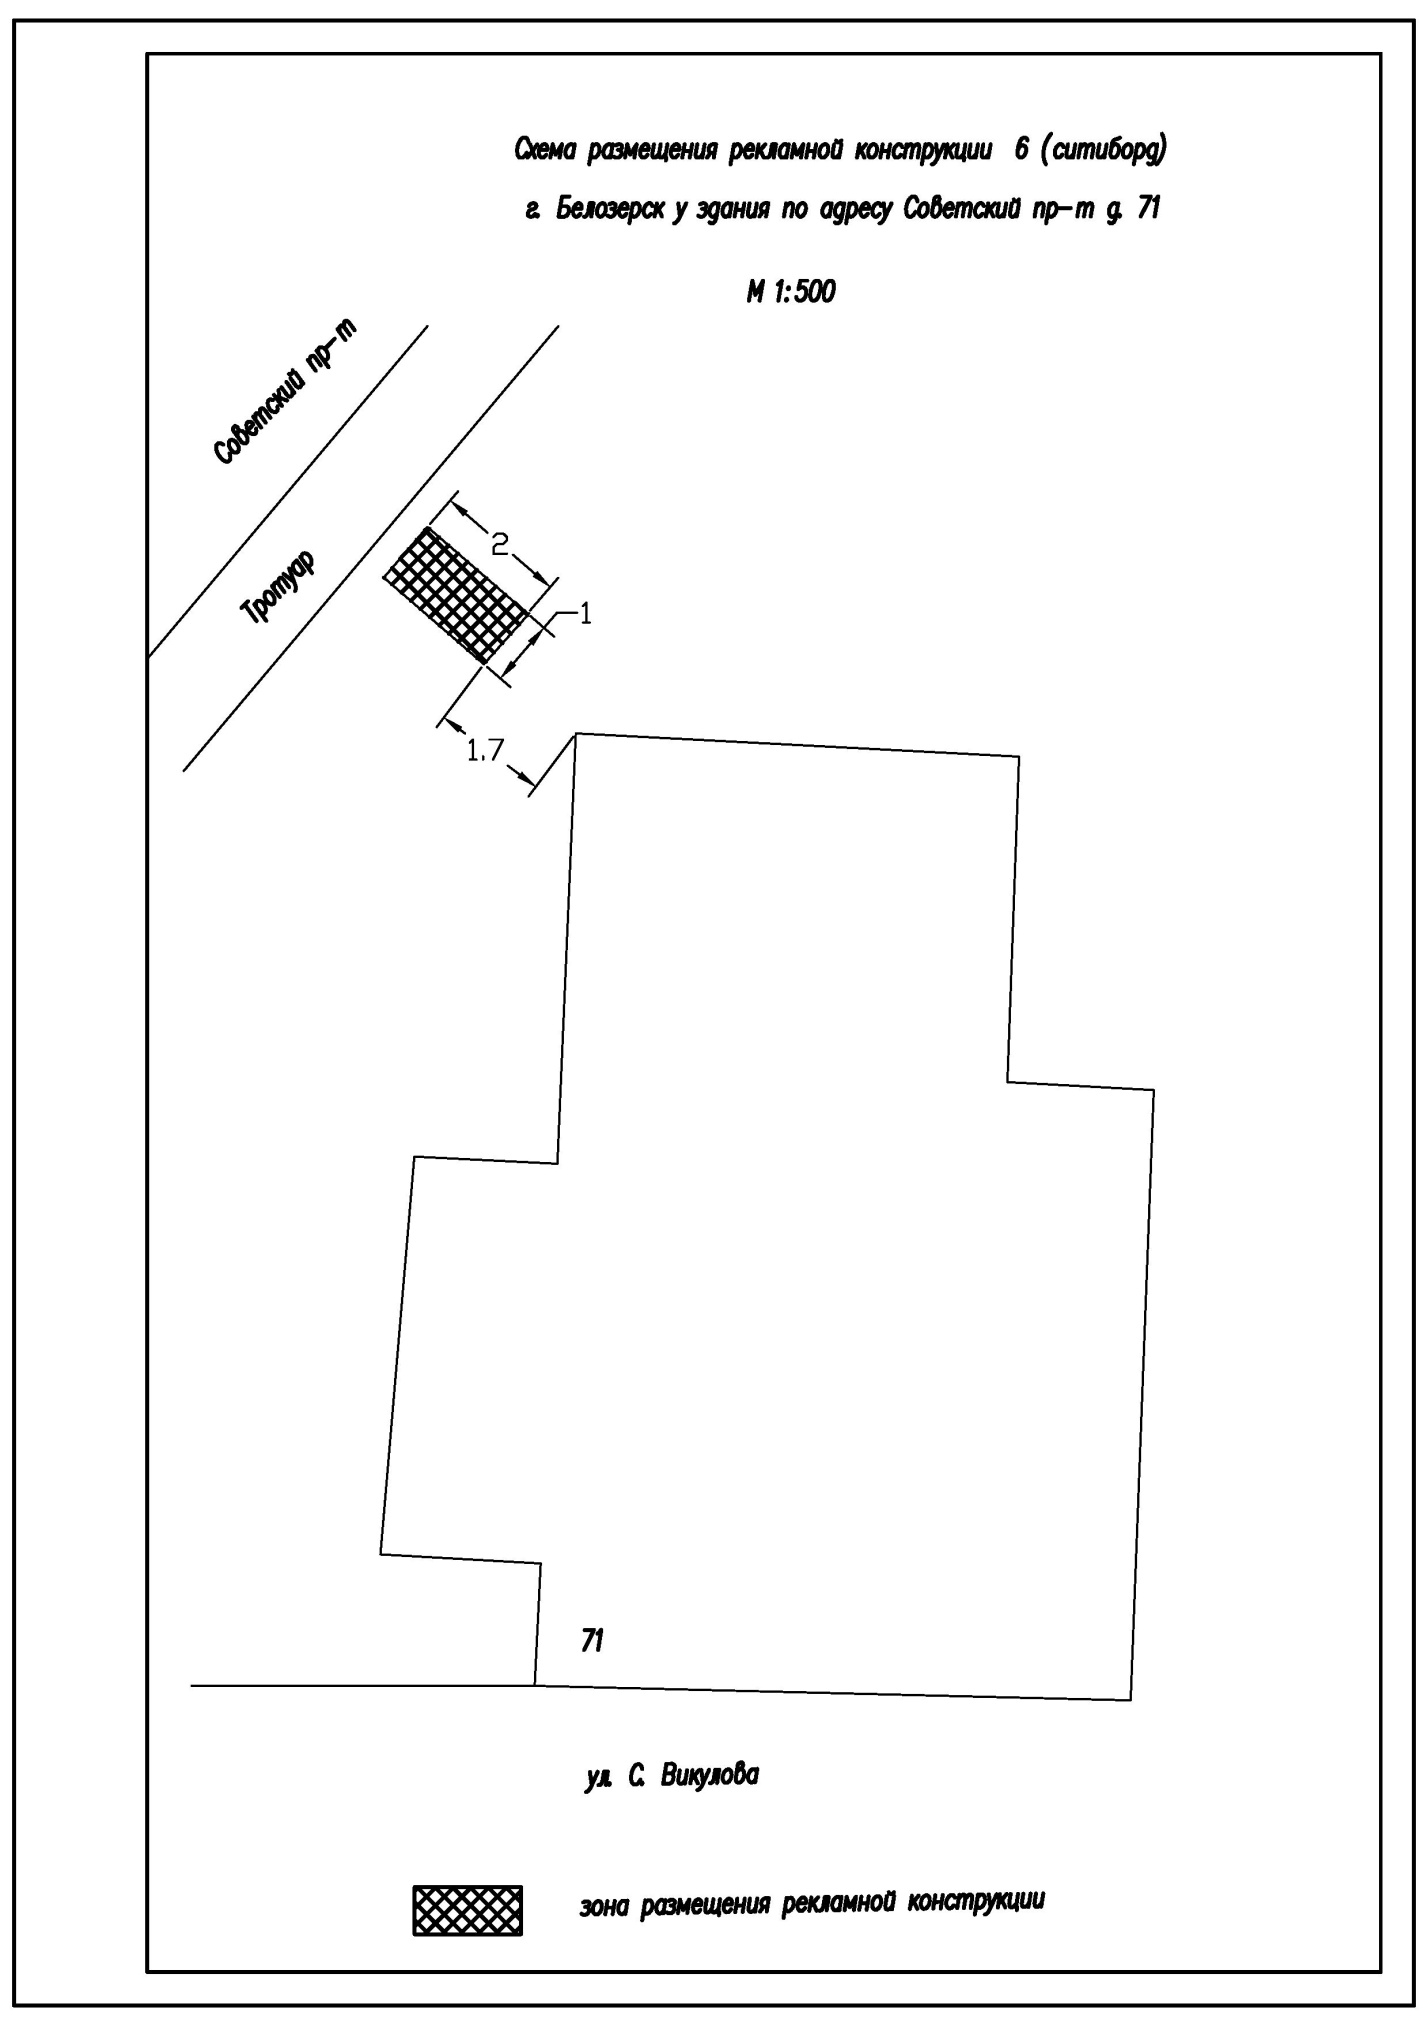 Схема размещения рекламной конструкции 6 (ситиборд)
г. Белозерск у здания по адресу Советский пр-т д. 71
М 1:500
Советский пр-т
Тротуар
2
1
1.7
71
ул. С. Викулова
зона размещения рекламной конструкции